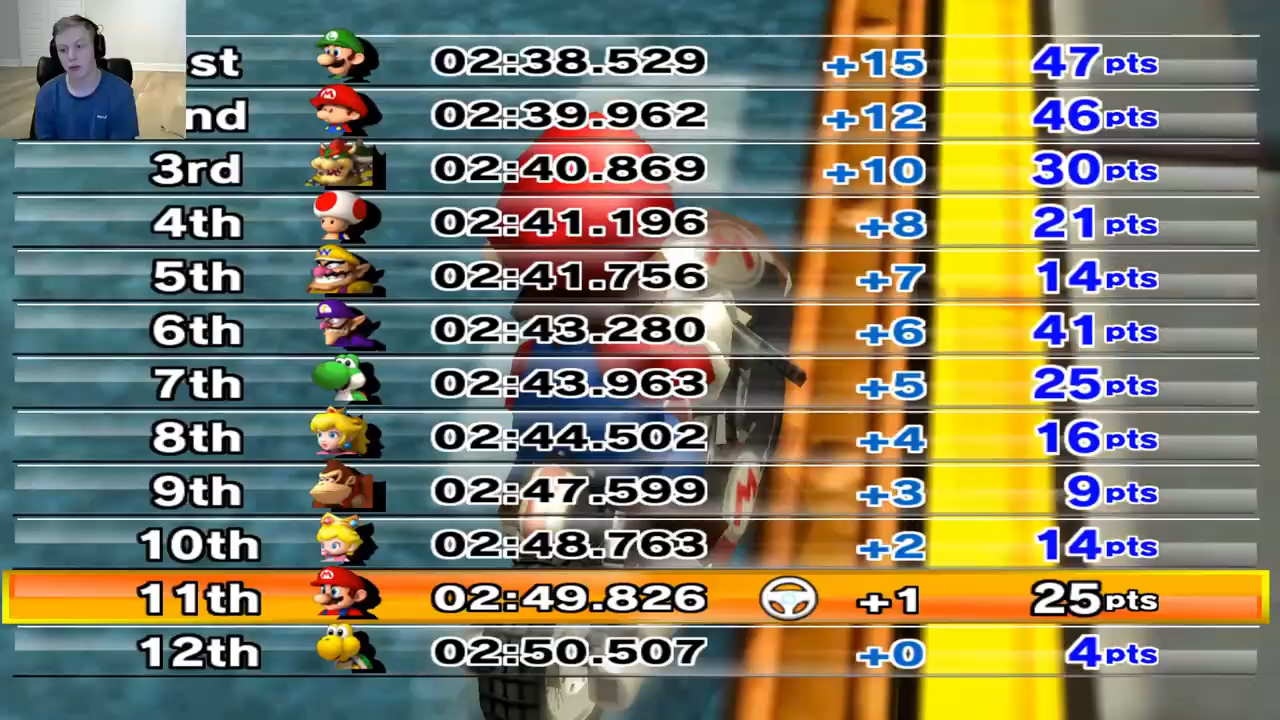 st 02:38.529 +15 47pts
nd 02:39.962 +12 46pts
3rd 02:40.869 +10 30pts
4th 02:41.196 +8 21pts
5th 02:41.756 +7 14pts
6th 02:43.280 +6 41pts
7th 02:43.963 +5 25pts
8th 02:44.502 +4 16pts
9th 02:47.599 +3 9pts
10th 02:48.763 +2 14pts
11th 02:49.826 +1 25pts
12th 02:50.507 +0 4pts